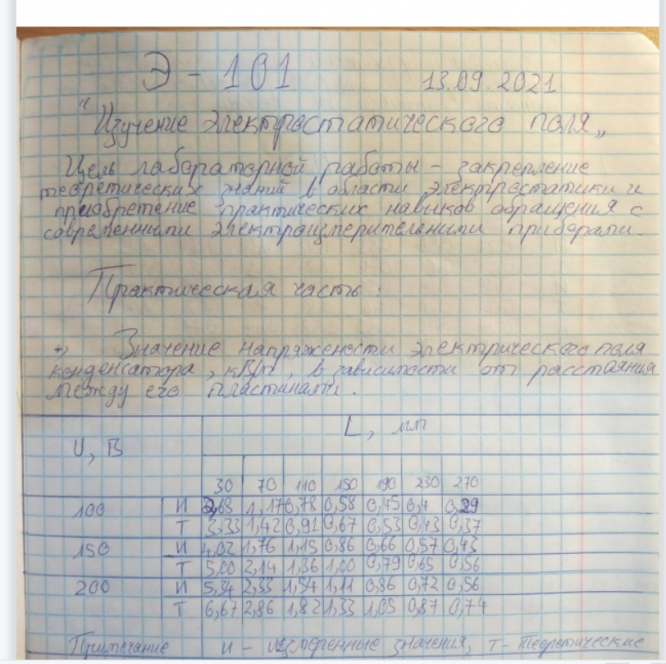 Э - 101
13.09.2021
"Изучение электростатического поля„
Цель лабораторной работы - закрепление
теоретических знаний в области электростатики и
приобретение практических навыков обращения с
современными электроизмерительными приборами.
Практическая часть:
Значение напряжености электрического поля
конденсатора, кВ/м, в зависимости от расстояния
между его пластинами.
U, В L, мм
30 70 110 150 190 230 270
100 И 2,68 1,17 0,78 0,58 0,45 0,4 0,29
Т 3,33 1,42 0,91 0,67 0,53 0,43 0,37
150 И 4,02 1,76 1,15 0,86 0,66 0,57 0,43
Т 5,00 2,14 1,36 1,00 0,79 0,65 0,56
200 И 5,34 2,33 1,54 1,11 0,86 0,72 0,56
Т 6,67 2,86 1,82 1,33 1,05 0,87 0,74
Примечание И - измеренные значения, Т - теоретические